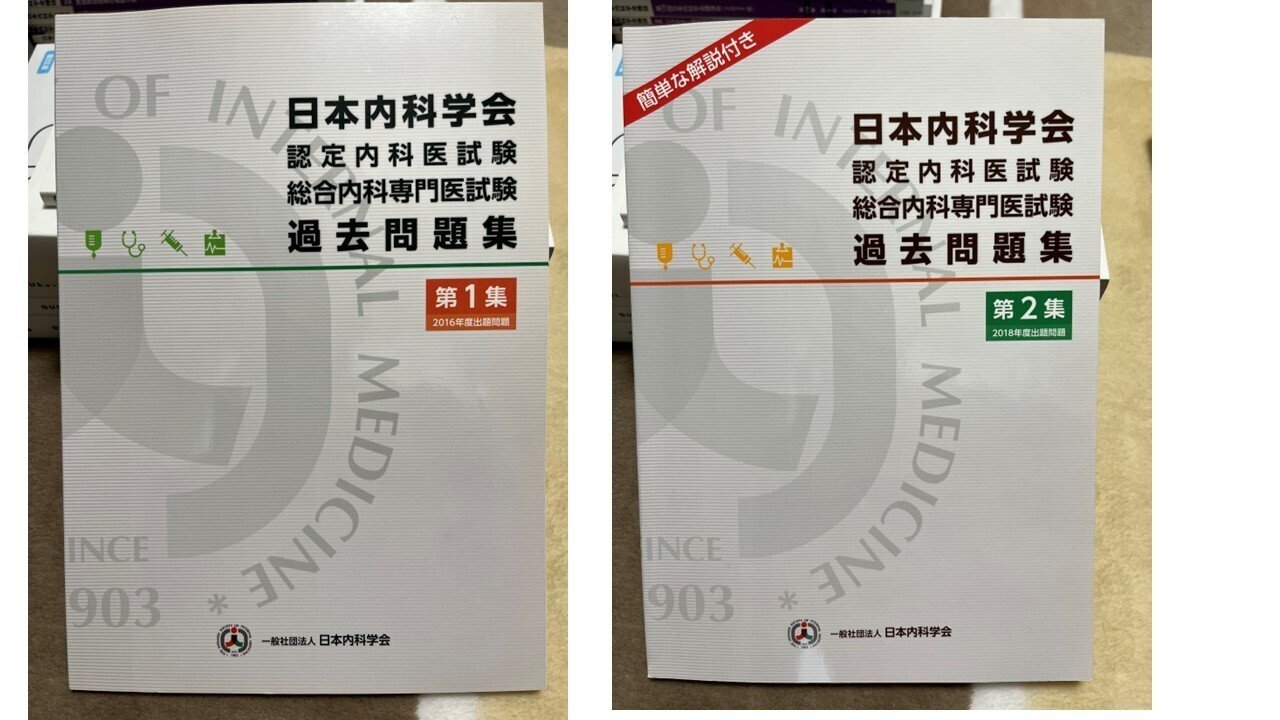 OF INTERNAL MEDICINE *
日本内科学会
認定内科医試験
総合内科専門医試験
過去問題集
第1集
2016年度出題問題
INCE
903
一般社団法人 日本内科学会
簡単な解説付き
OF INTERNAL MEDICINE *
日本内科学会
認定内科医試験
総合内科専門医試験
過去問題集
第2集
2018年度出題問題
INCE
903
一般社団法人 日本内科学会